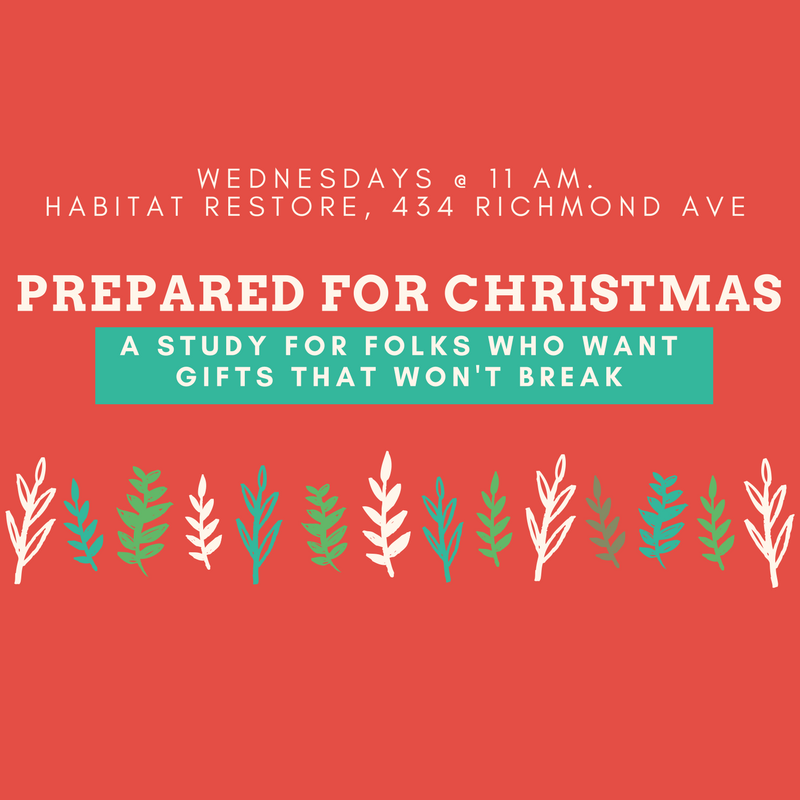 WEDNESDAYS @ 11 AM.
HABITAT RESTORE, 434 RICHMOND AVE
PREPARED FOR CHRISTMAS
A STUDY FOR FOLKS WHO WANT
GIFTS THAT WON'T BREAK